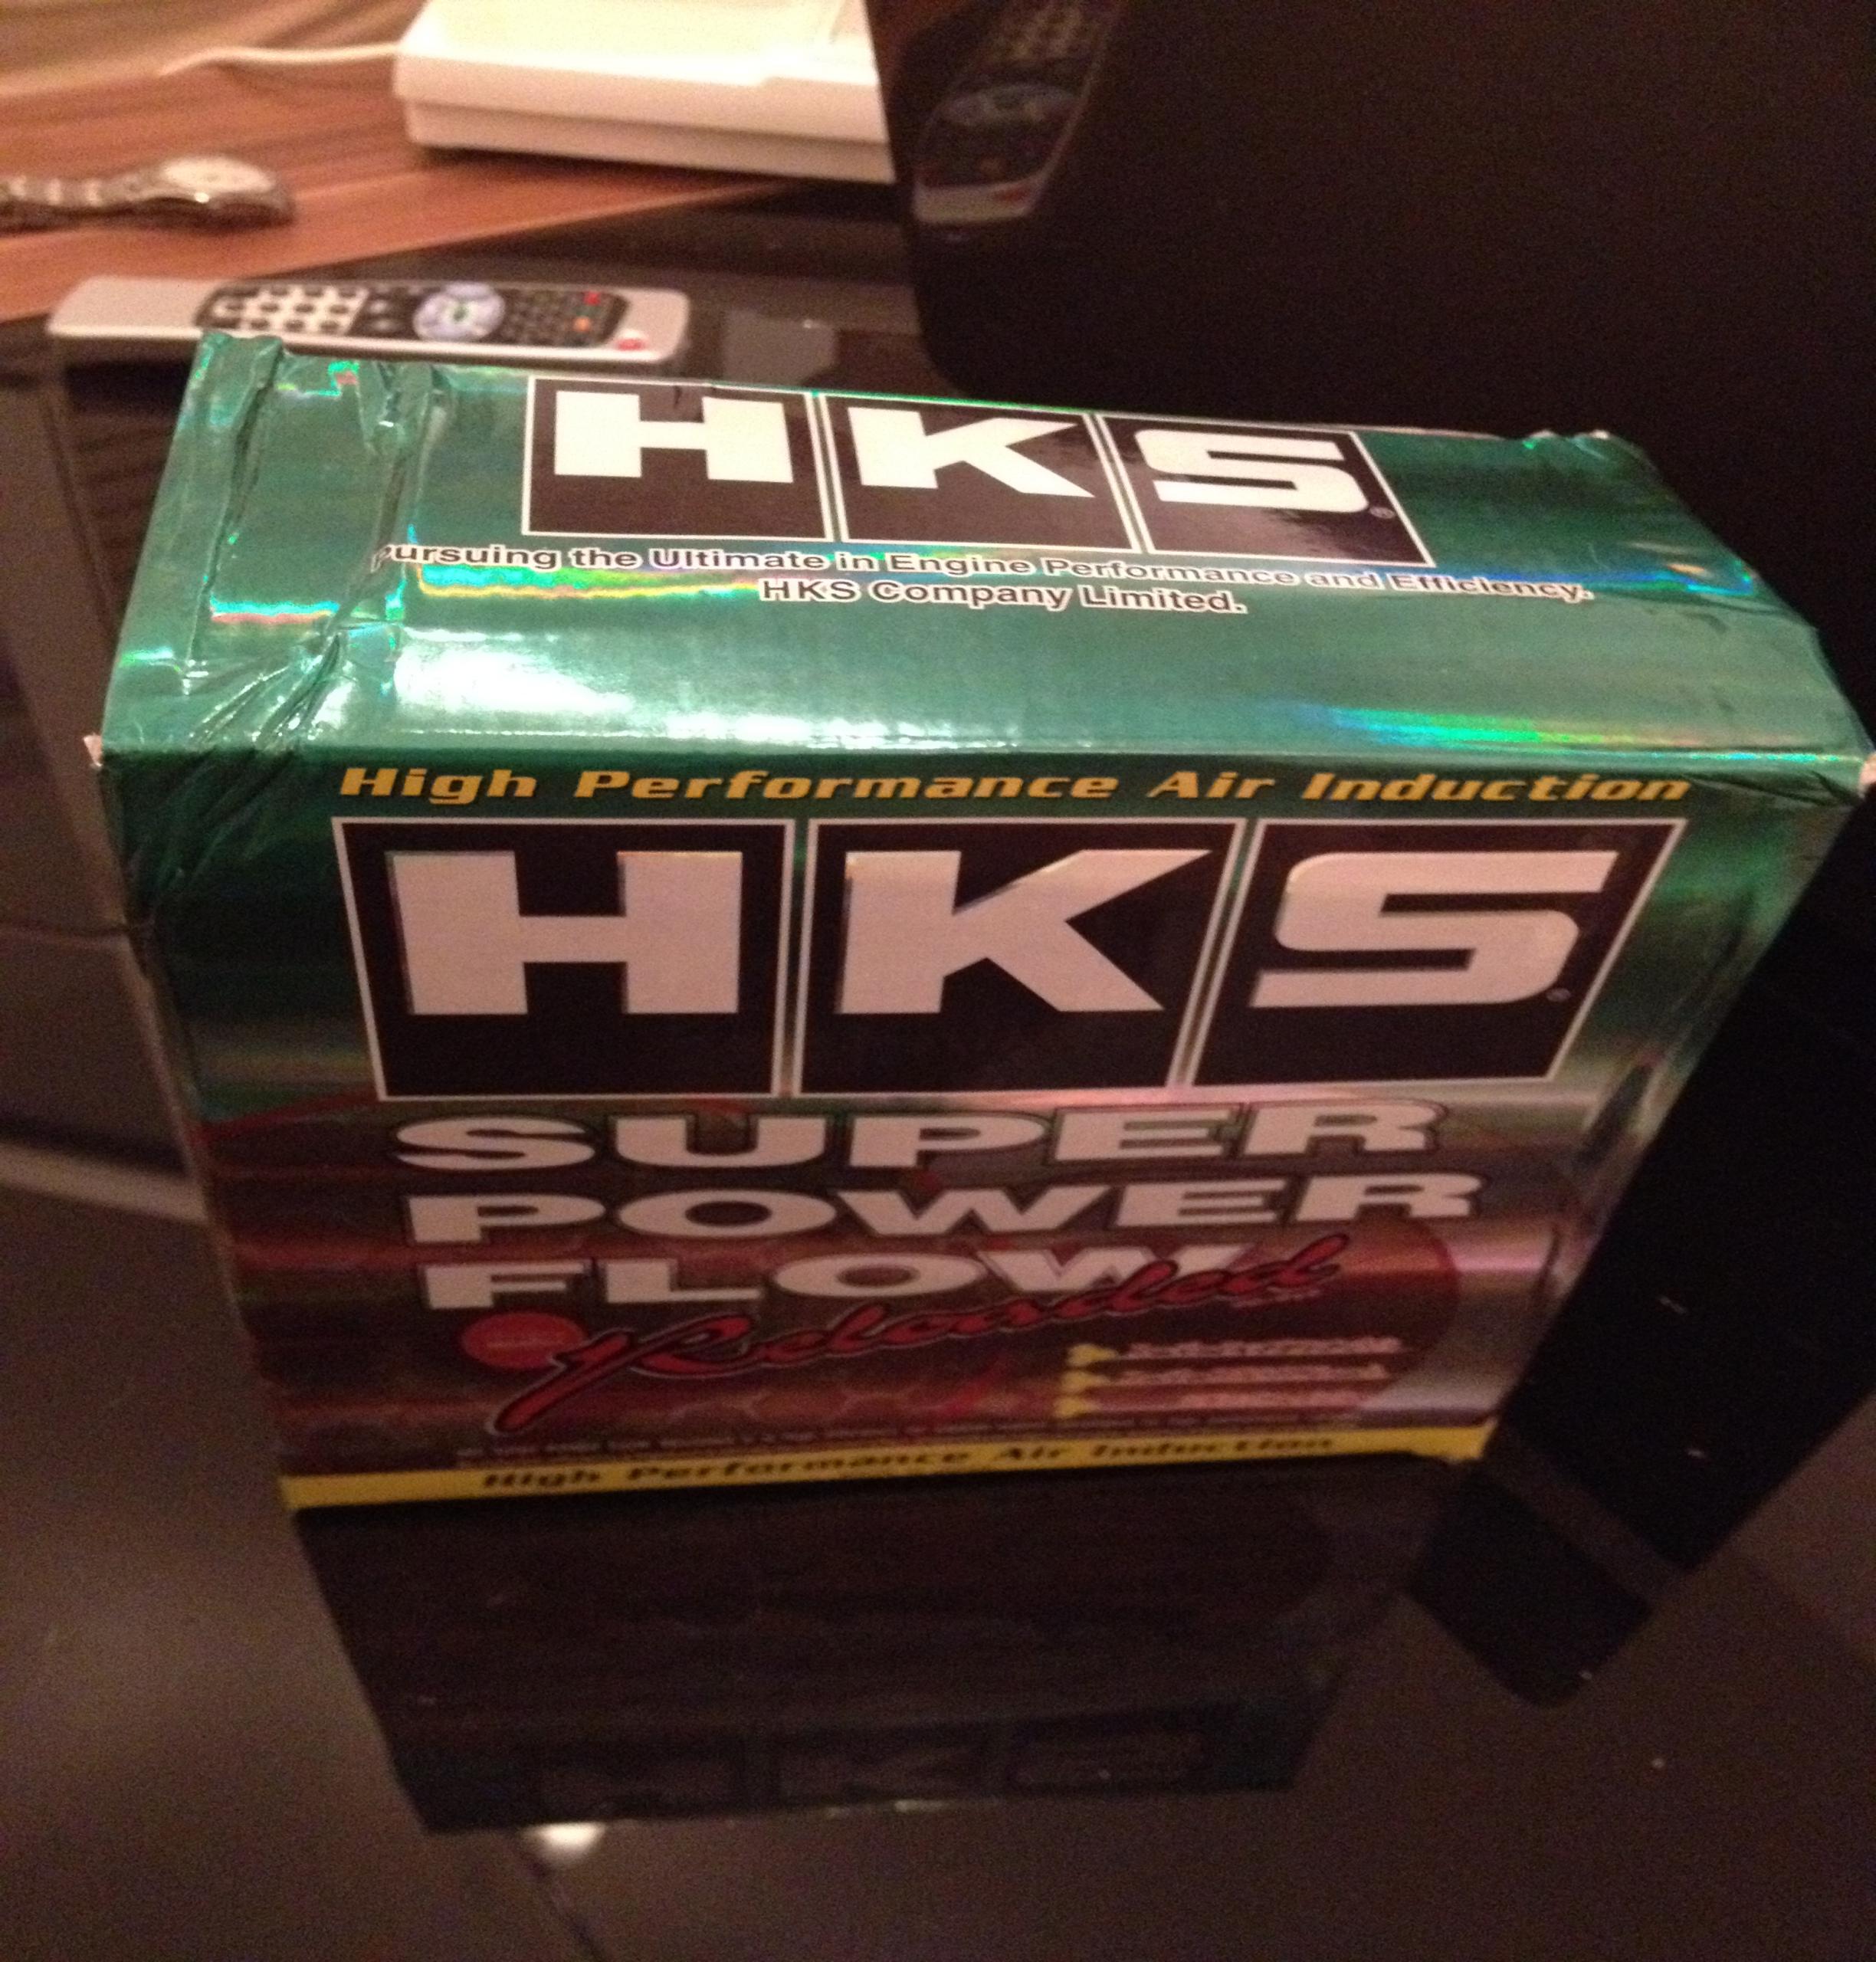 HKS®
Pursuing the Ultimate in Engine Performance and Efficiency.
HKS Company Limited.
High Performance Air Induction
HKS®
SUPER
POWER
FLOW
Reloaded
High Performance Air Induction